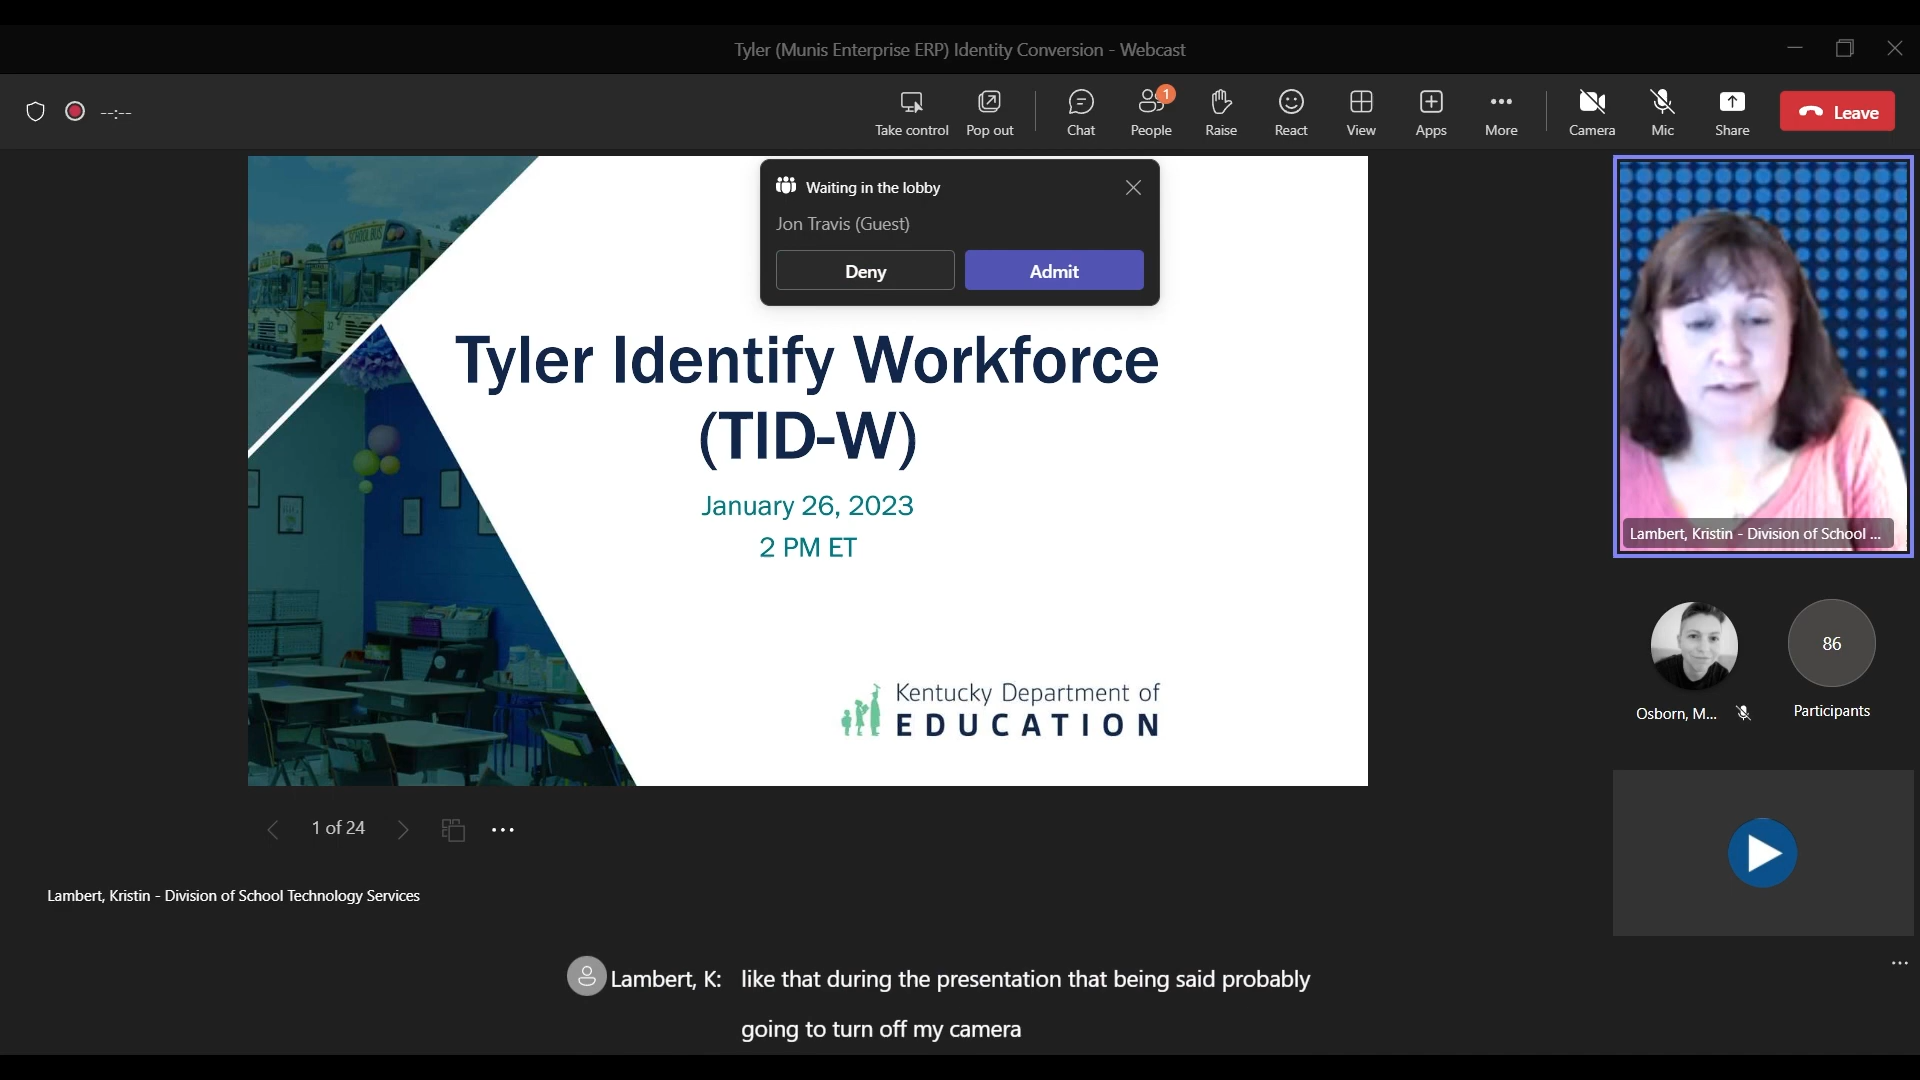 Tyler (Munis Enterprise ERP) Identity Conversion - Webcast
--:--
Take control
Pop out
Chat
1
People
Raise
React
View
Apps
More
Camera
Mic
Share
Leave
Waiting in the lobby
Jon Travis (Guest)
Deny
Admit
SCHOOL BUS
Tyler Identify Workforce
(TID-W)
January 26, 2023
2 PM ET
Kentucky Department of
EDUCATION
Lambert, Kristin - Division of School ...
Osborn, M...
86
Participants
1 of 24
Lambert, Kristin - Division of School Technology Services
Lambert, K: like that during the presentation that being said probably
going to turn off my camera